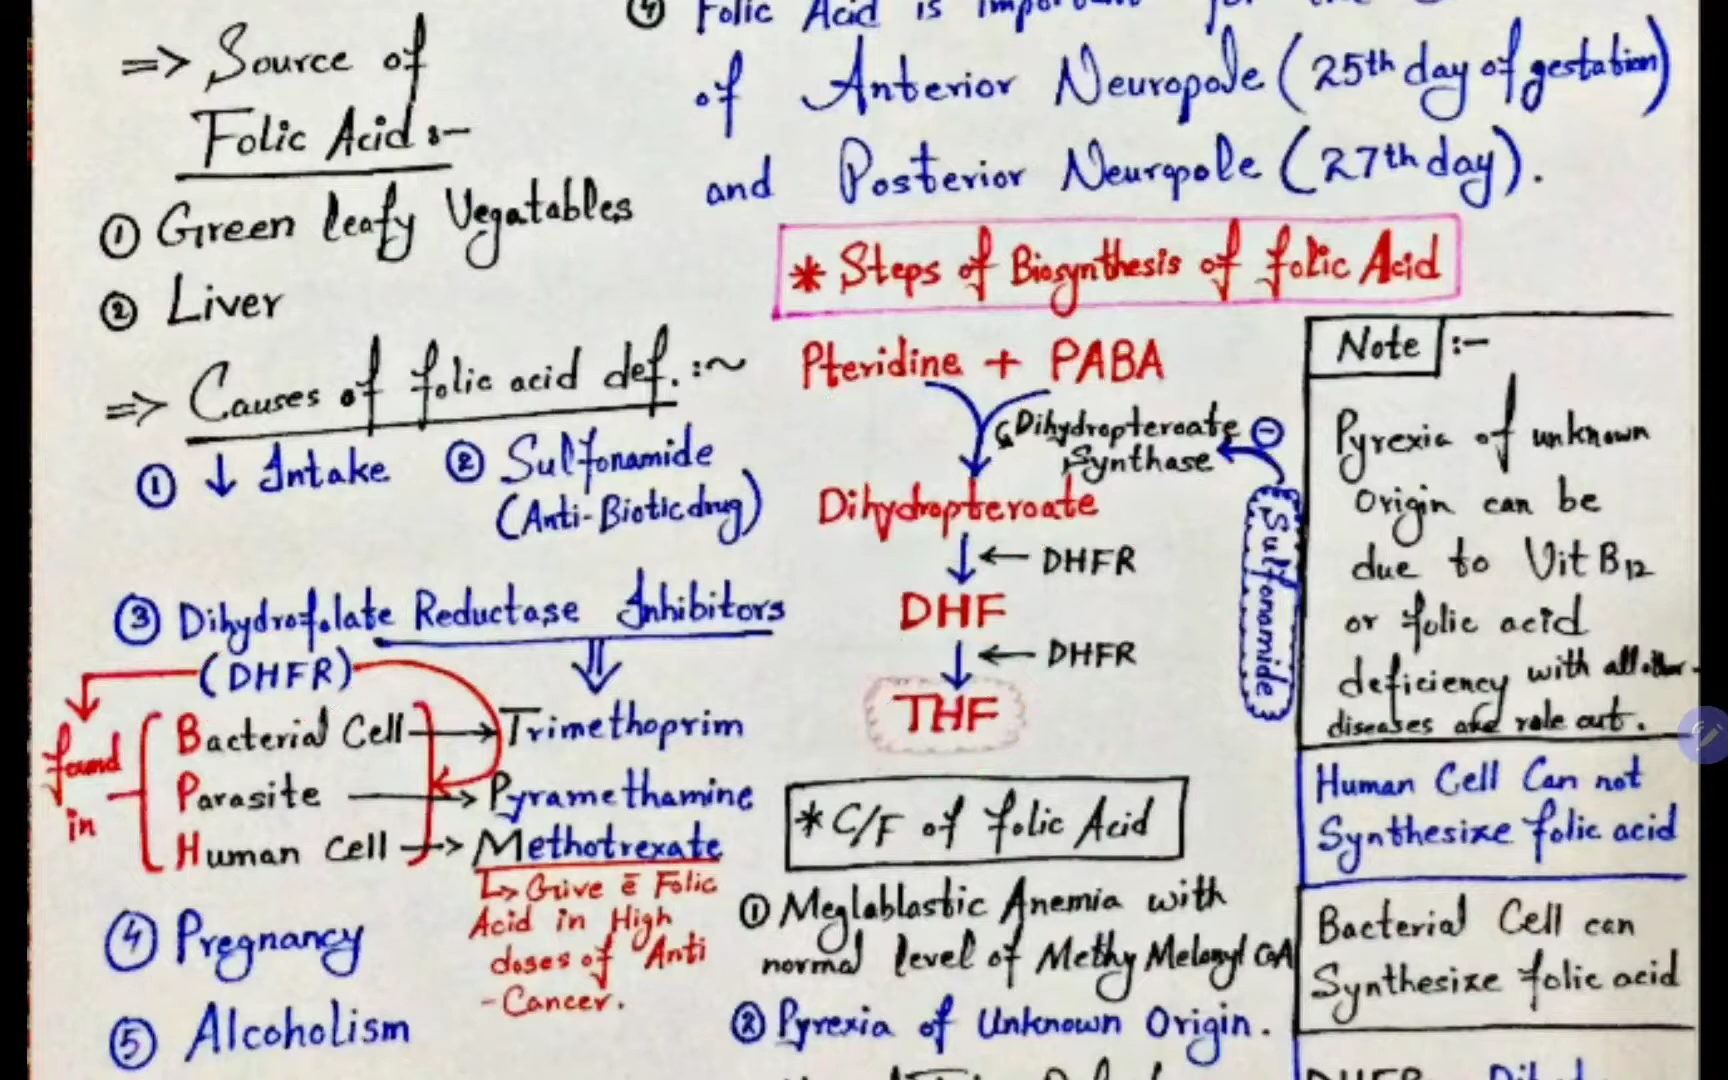 ⇒ Source of
Folic Acid :-
① Green leafy Vegatables
② Liver
⇒ Causes of folic acid def. :~
① ↓ Intake ② Sulfonamide
(Anti-Biotic drug)
③ Dihydrofolate Reductase Inhibitors
(DHFR)
found in
Bacterial Cell → Trimethoprim
Parasite → Pyramethamine
Human Cell → Methotrexate
↳ Give ē Folic
Acid in High
doses of Anti
-Cancer.
④ Pregnancy
⑤ Alcoholism
④ Folic Acid is important for the
of Anterior Neuropole (25th day of gestation)
and Posterior Neuropole (27th day).
* Steps of Biosynthesis of folic Acid
Pteridine + PABA
Dihydropteroate ⊖
Synthase
Sulfonamide
Dihydropteroate
↓ ← DHFR
DHF
↓ ← DHFR
THF
* C/F of folic Acid
① Meglablastic Anemia with
normal level of Methy Melonyl CoA
② Pyrexia of Unknown Origin.
Note :-
Pyrexia of unknown
Origin can be
due to Vit B12
or folic acid
deficiency with all other
diseases are role out.
Human Cell Can not
Synthesize folic acid
Bacterial Cell can
Synthesize folic acid
DHFR